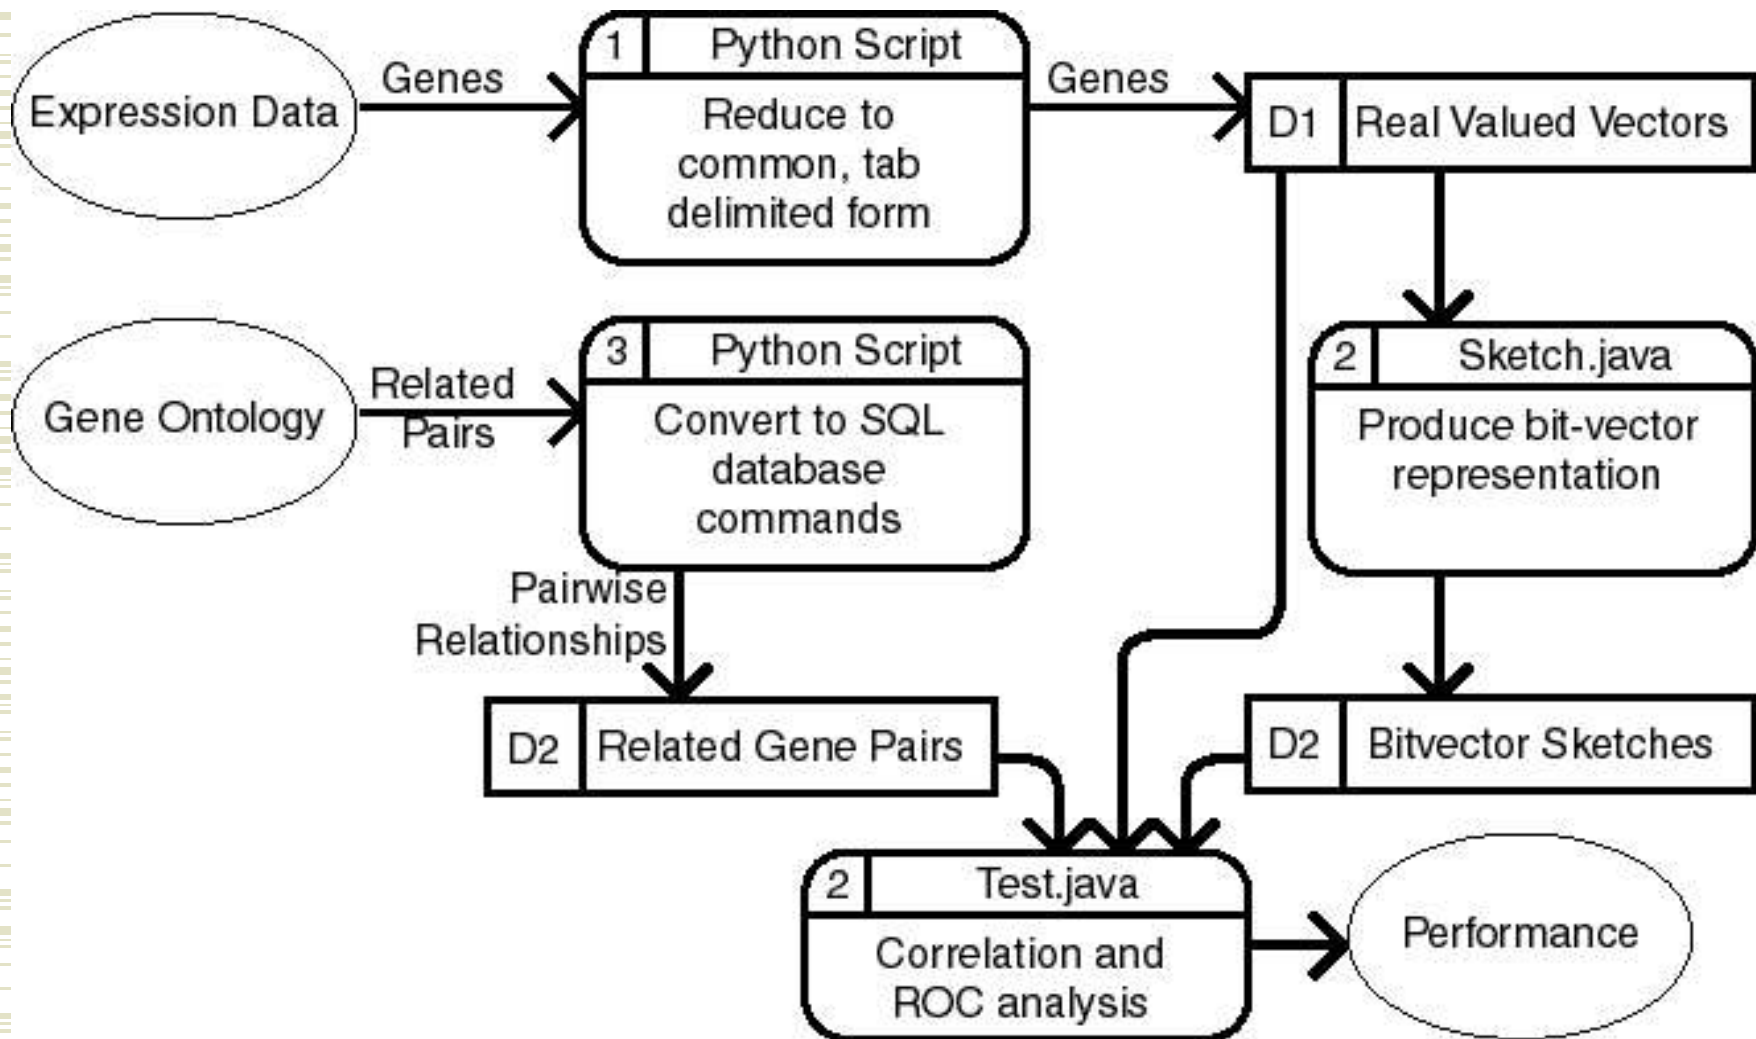 Expression Data
Genes
1
Python Script
Reduce to
common, tab
delimited form
Genes
D1
Real Valued Vectors
Gene Ontology
Related
Pairs
3
Python Script
Convert to SQL
database
commands
2
Sketch.java
Produce bit-vector
representation
Pairwise
Relationships
D2
Related Gene Pairs
D2
Bitvector Sketches
2
Test.java
Correlation and
ROC analysis
Performance